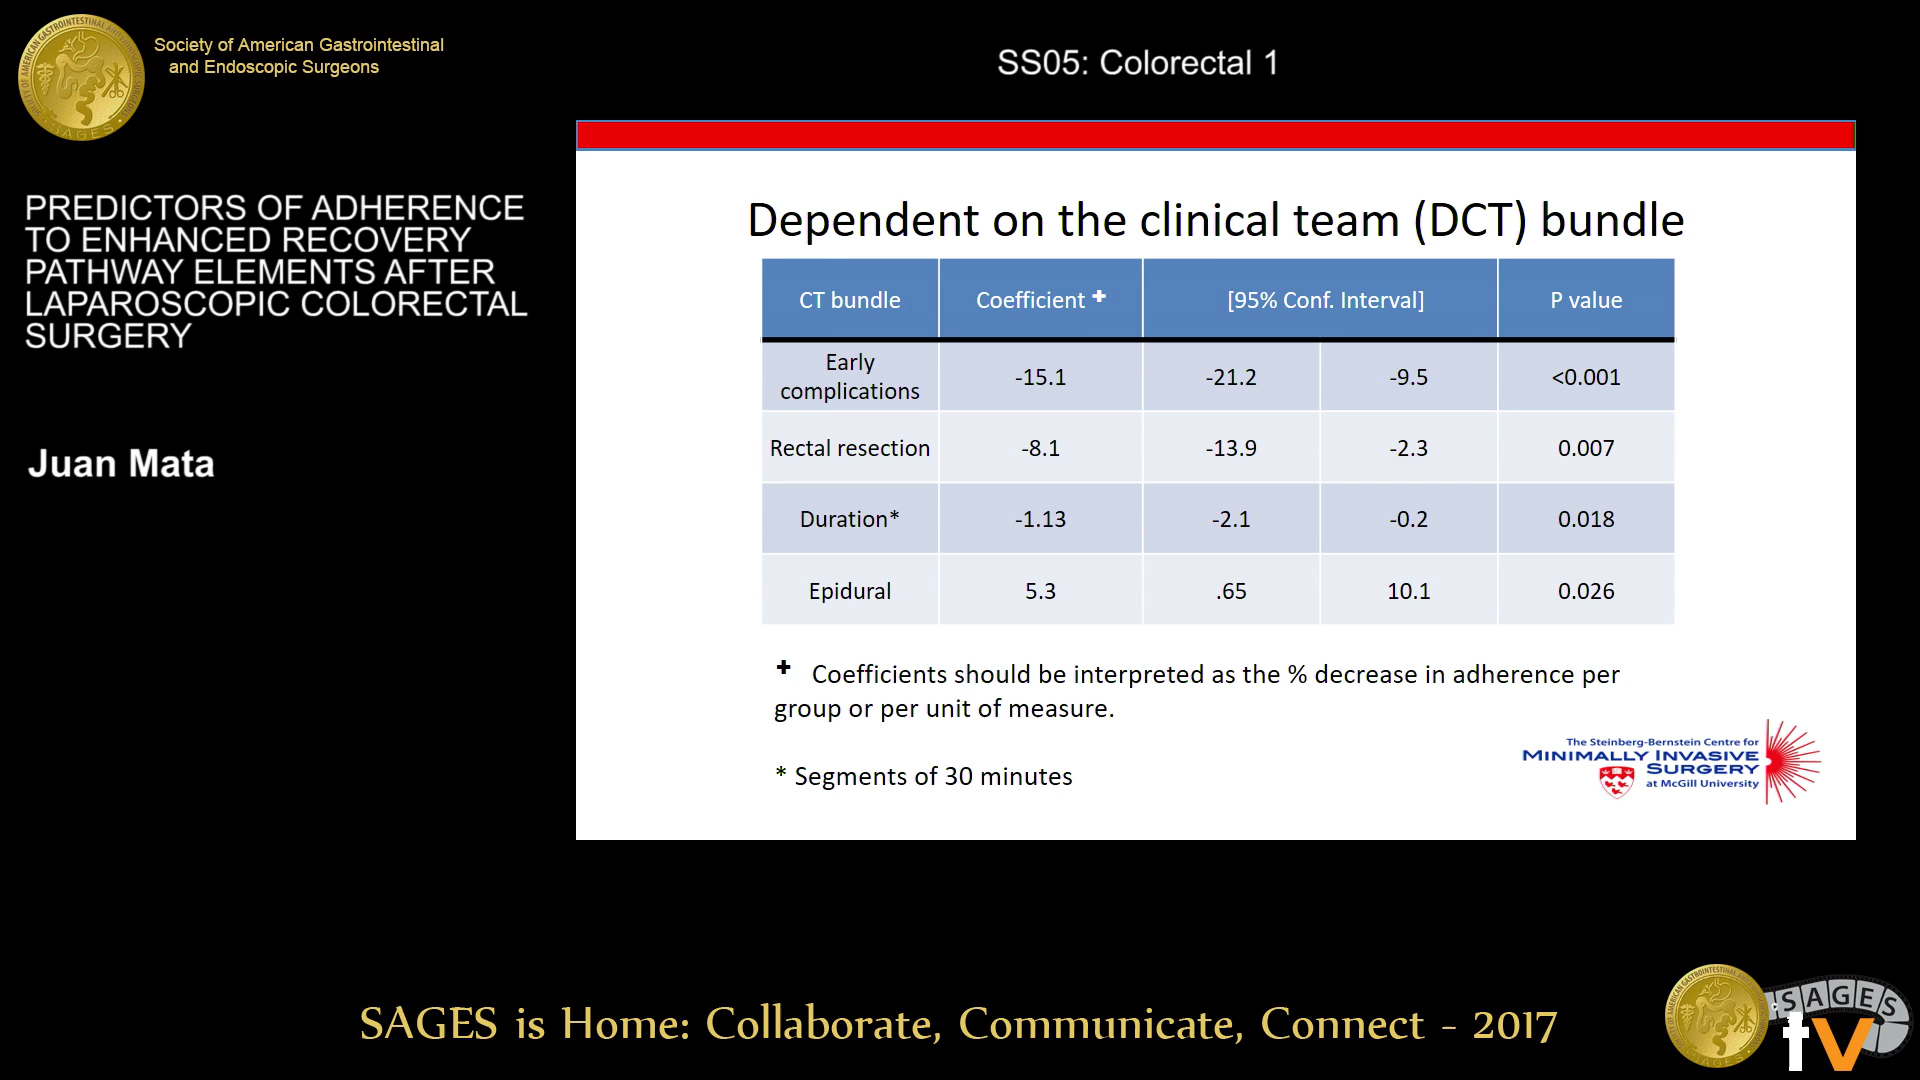 Society of American Gastrointestinal
and Endoscopic Surgeons
SS05: Colorectal 1
PREDICTORS OF ADHERENCE
TO ENHANCED RECOVERY
PATHWAY ELEMENTS AFTER
LAPAROSCOPIC COLORECTAL
SURGERY
Juan Mata
Dependent on the clinical team (DCT) bundle
CT bundle Coefficient + [95% Conf. Interval] P value
Early complications -15.1 -21.2 -9.5 <0.001
Rectal resection -8.1 -13.9 -2.3 0.007
Duration* -1.13 -2.1 -0.2 0.018
Epidural 5.3 .65 10.1 0.026
+ Coefficients should be interpreted as the % decrease in adherence per
group or per unit of measure.
* Segments of 30 minutes
The Steinberg-Bernstein Centre for
MINIMALLY INVASIVE
SURGERY
at McGill University
SAGES is Home: Collaborate, Communicate, Connect - 2017
SAGES
tv